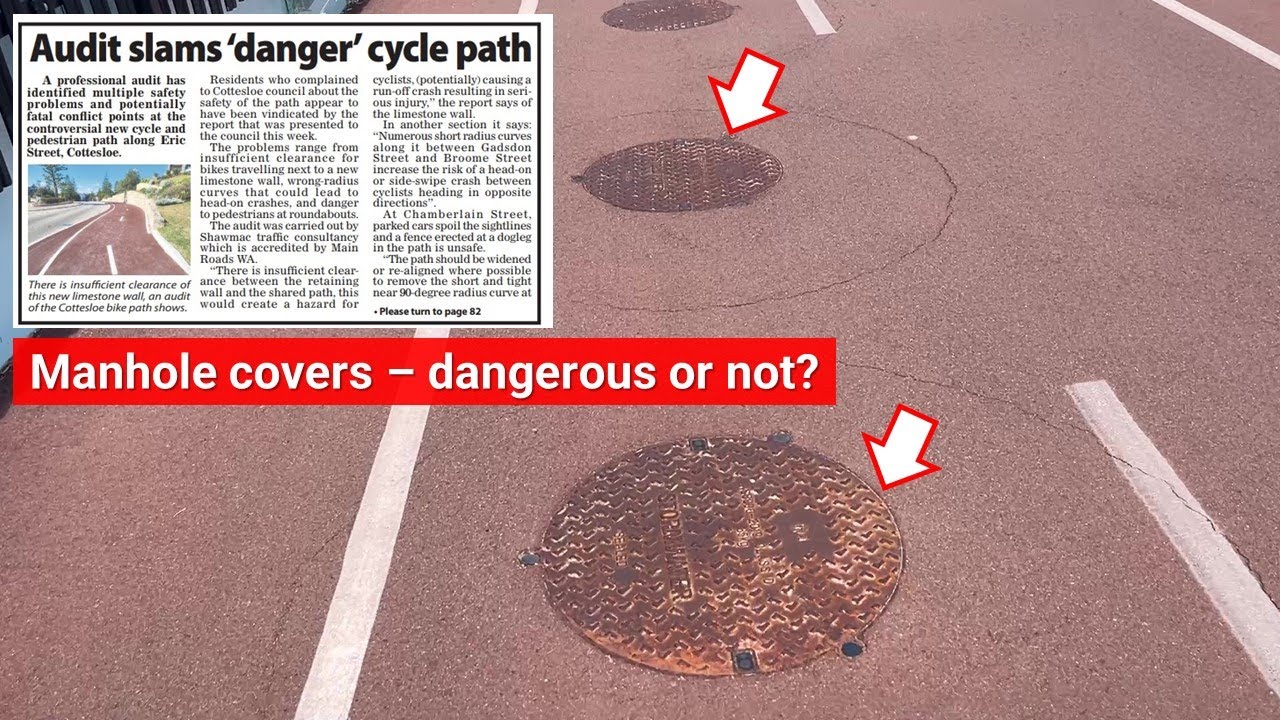 Audit slams ‘danger’ cycle path
A professional audit has
identified multiple safety
problems and potentially
fatal conflict points at the
controversial new cycle and
pedestrian path along Eric
Street, Cottesloe.
There is insufficient clearance of
this new limestone wall, an audit
of the Cottesloe bike path shows.
Residents who complained
to Cottesloe council about the
safety of the path appear to
have been vindicated by the
report that was presented to
the council this week.
The problems range from
insufficient clearance for
bikes travelling next to a new
limestone wall, wrong-radius
curves that could lead to
head-on crashes, and danger
to pedestrians at roundabouts.
The audit was carried out by
Shawmac traffic consultancy
which is accredited by Main
Roads WA.
“There is insufficient clear-
ance between the retaining
wall and the shared path, this
would create a hazard for
cyclists, (potentially) causing a
run-off crash resulting in seri-
ous injury,” the report says of
the limestone wall.
In another section it says:
“Numerous short radius curves
along it between Gadsdon
Street and Broome Street
increase the risk of a head-on
or side-swipe crash between
cyclists heading in opposite
directions”.
At Chamberlain Street,
parked cars spoil the sightlines
and a fence erected at a dogleg
in the path is unsafe.
“The path should be widened
or re-aligned where possible
to remove the short and tight
near 90-degree radius curve at
• Please turn to page 82
Manhole covers – dangerous or not?